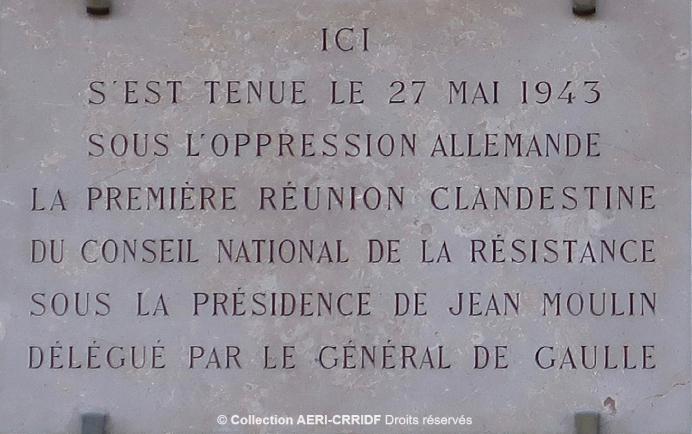 ICI
S'EST TENUE LE 27 MAI 1943
SOUS L'OPPRESSION ALLEMANDE
LA PREMIÈRE RÉUNION CLANDESTINE
DU CONSEIL NATIONAL DE LA RÉSISTANCE
SOUS LA PRÉSIDENCE DE JEAN MOULIN
DÉLÉGUÉ PAR LE GÉNÉRAL DE GAULLE
© Collection AERI-CRRIDF Droits réservés